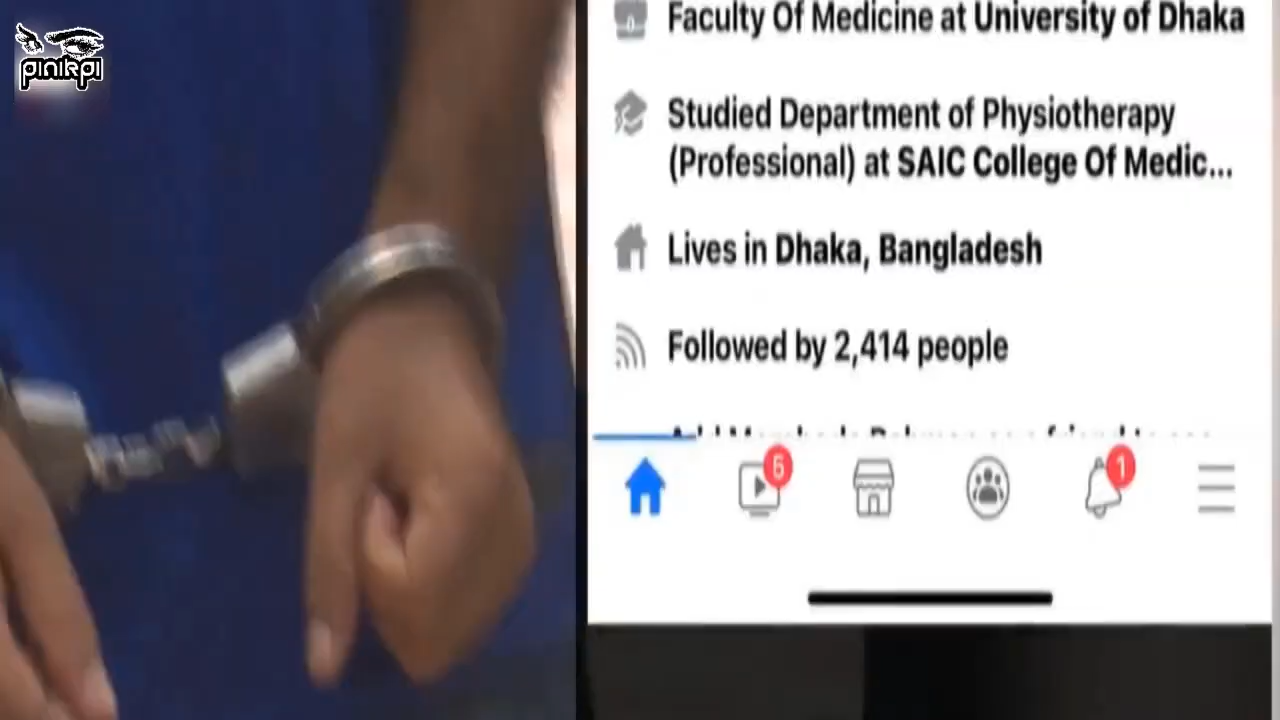 pinikpi
Faculty Of Medicine at University of Dhaka
Studied Department of Physiotherapy
(Professional) at SAIC College Of Medic...
Lives in Dhaka, Bangladesh
Followed by 2,414 people
6
1